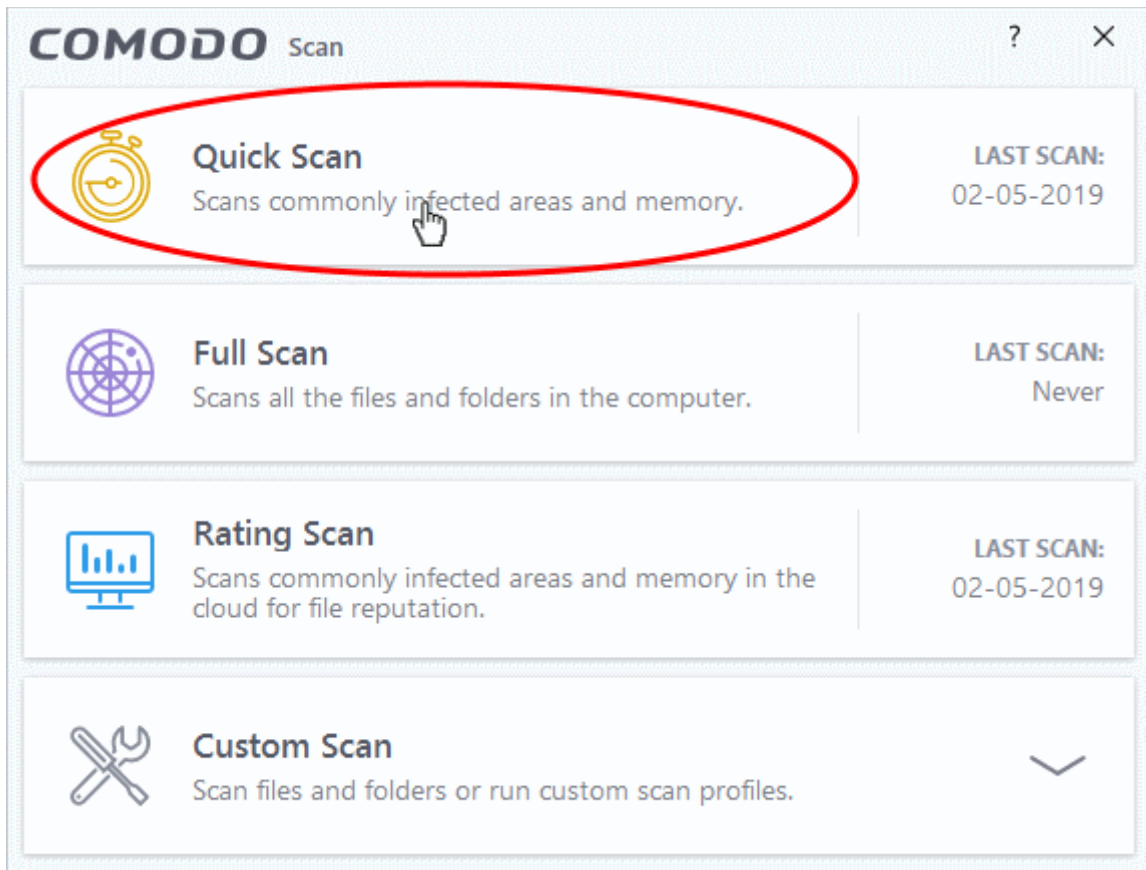 COMODO Scan ?
Quick Scan
Scans commonly infected areas and memory.
LAST SCAN:
02-05-2019
Full Scan
Scans all the files and folders in the computer.
LAST SCAN:
Never
Rating Scan
Scans commonly infected areas and memory in the
cloud for file reputation.
LAST SCAN:
02-05-2019
Custom Scan
Scan files and folders or run custom scan profiles.